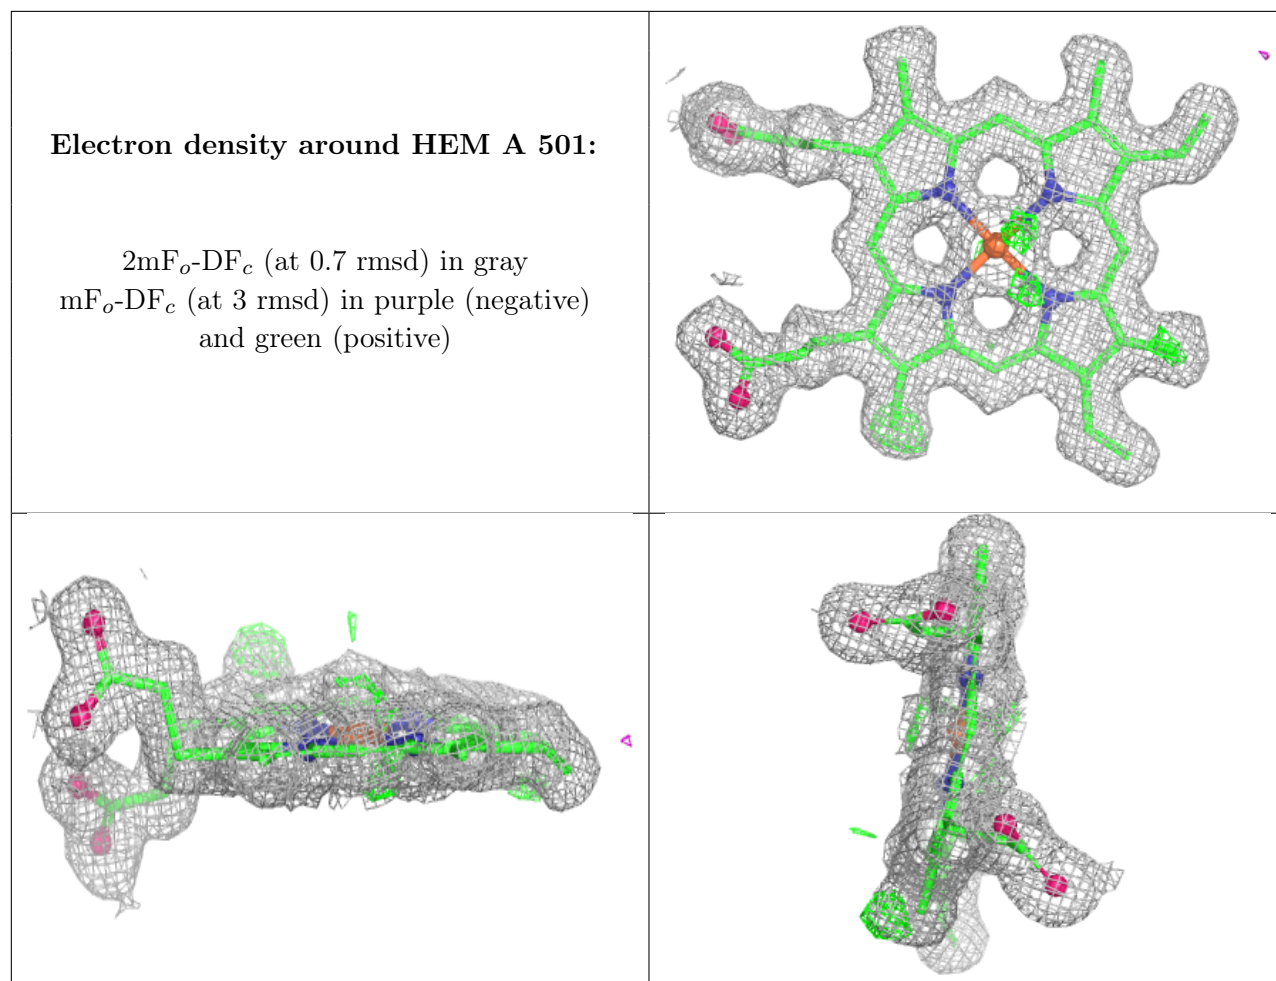 Electron density around HEM A 501:
2mFo-DFc (at 0.7 rmsd) in gray
mFo-DFc (at 3 rmsd) in purple (negative)
and green (positive)